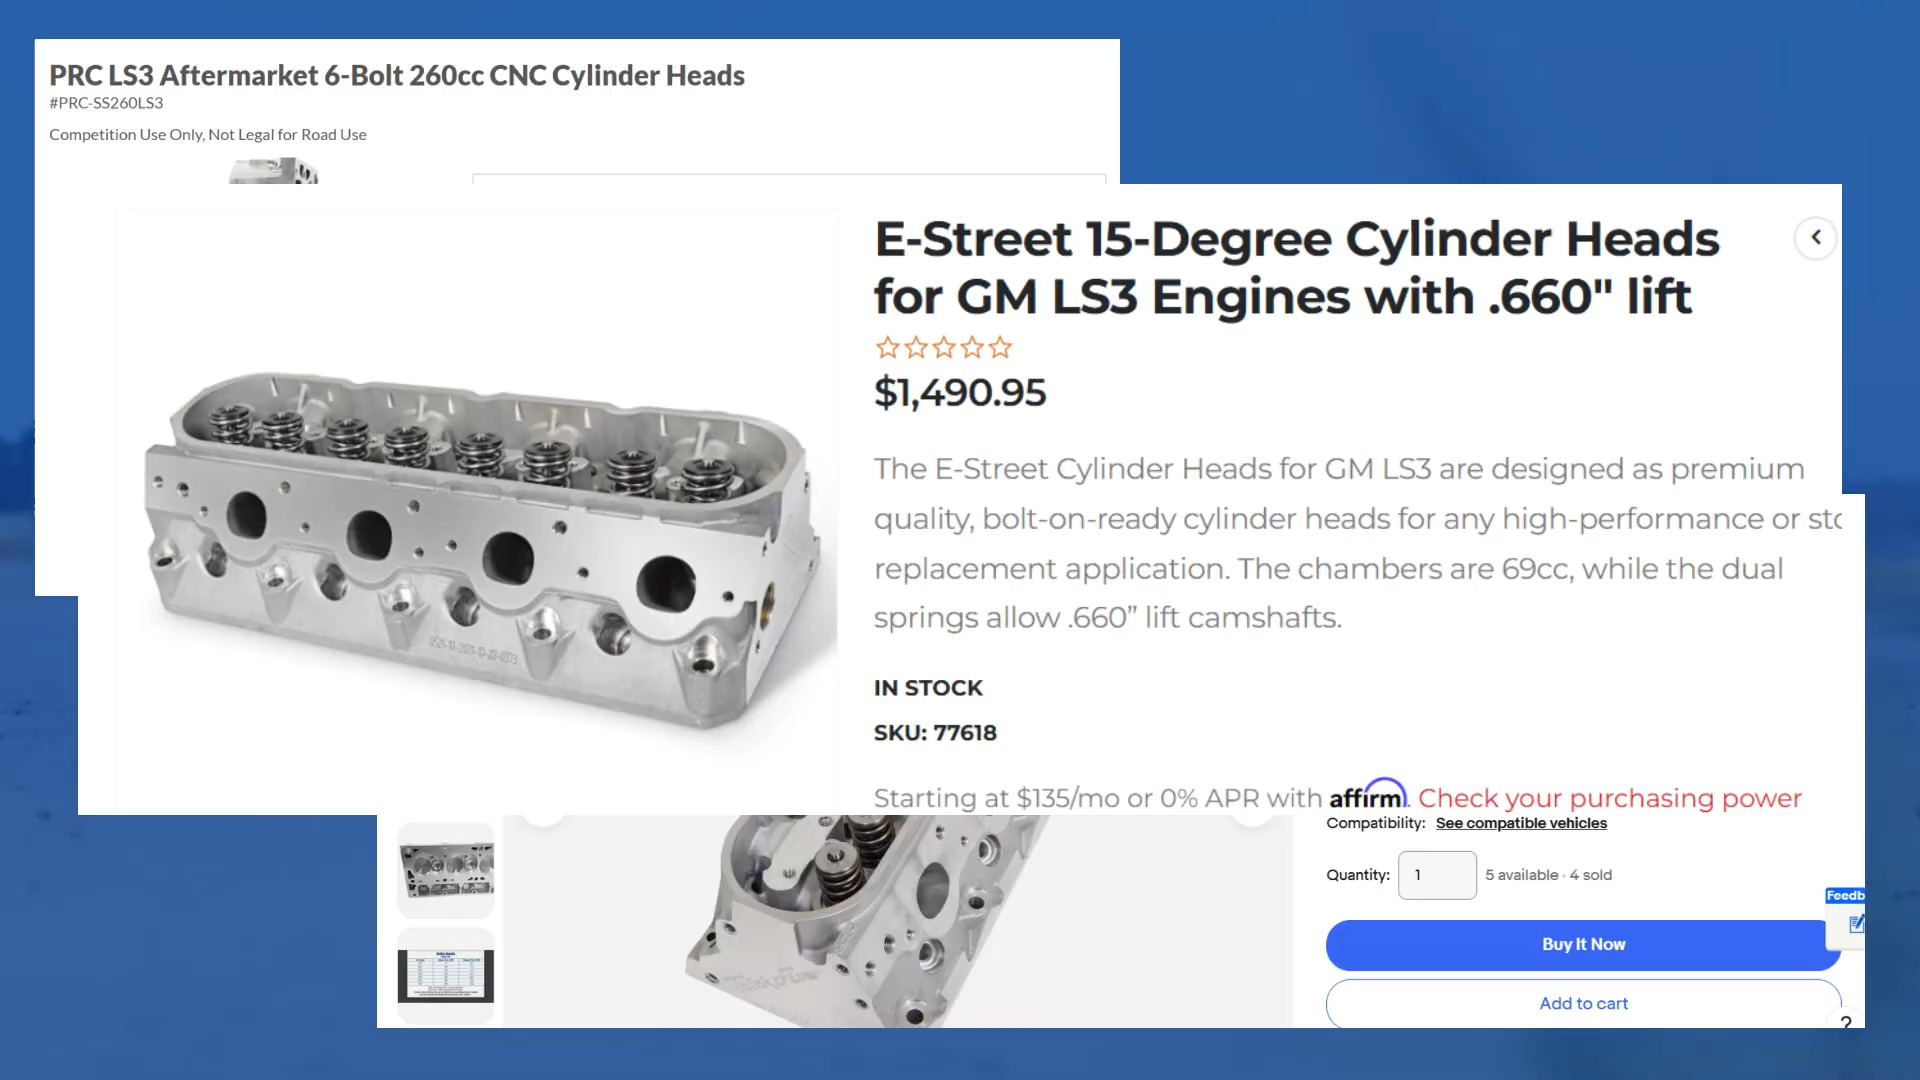 PRC LS3 Aftermarket 6-Bolt 260cc CNC Cylinder Heads
#PRC-SS260LS3
Competition Use Only, Not Legal for Road Use
E-Street 15-Degree Cylinder Heads
for GM LS3 Engines with .660" lift
$1,490.95
The E-Street Cylinder Heads for GM LS3 are designed as premium
quality, bolt-on-ready cylinder heads for any high-performance or
replacement application. The chambers are 69cc, while the dual
springs allow .660” lift camshafts.
IN STOCK
SKU: 77618
Starting at $135/mo or 0% APR with affirm. Check your purchasing power
Compatibility: See compatible vehicles
Quantity: 1 5 available · 4 sold
Feedb
Buy It Now
Add to cart
?